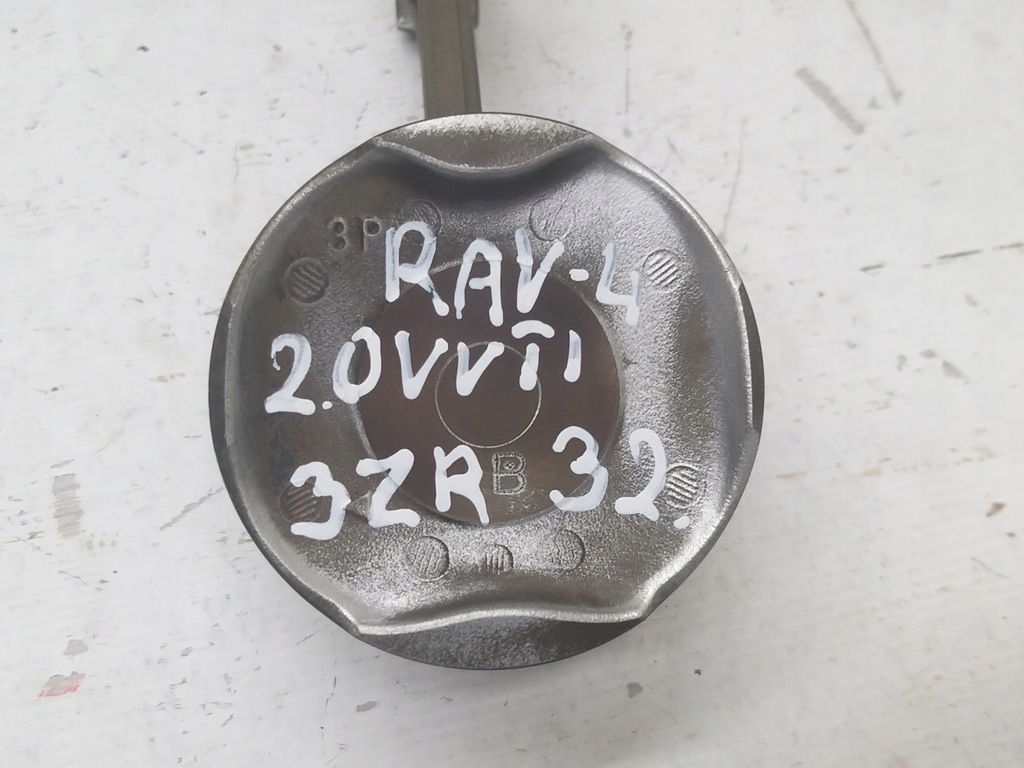 3P
RAV-4
2.0VVTi
3ZR 32.
B